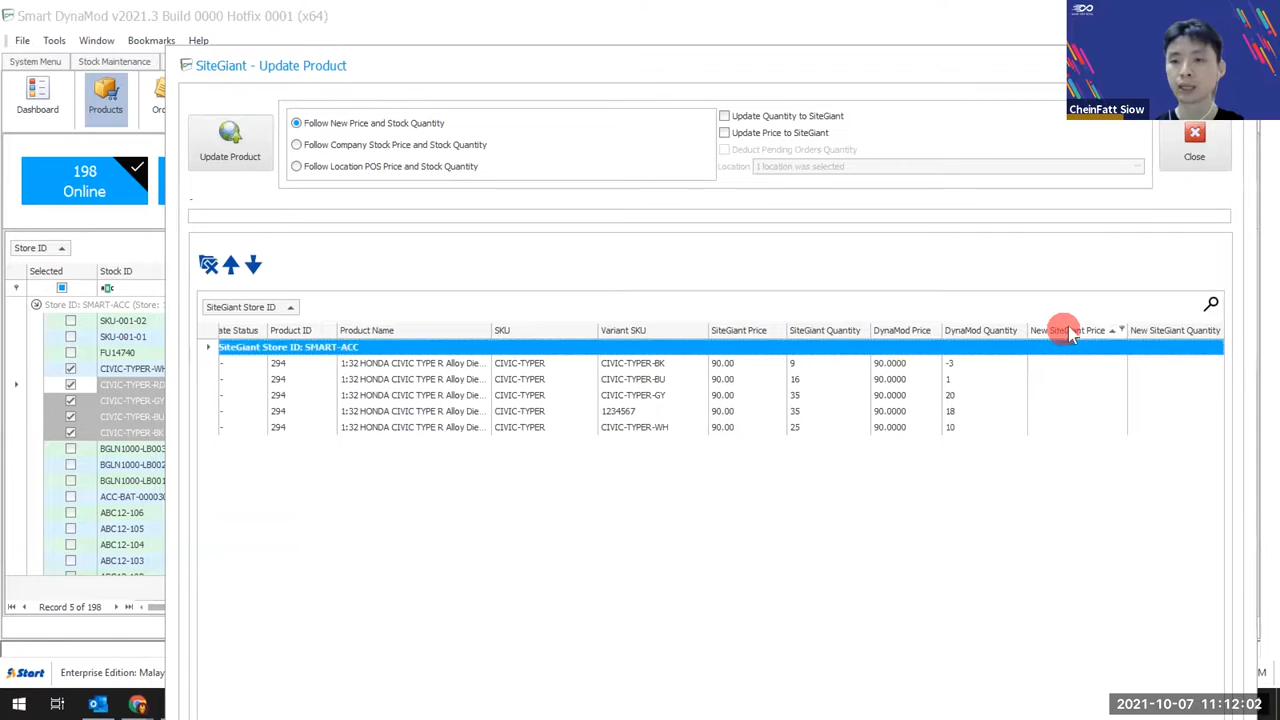 Smart DynaMod v2021.3 Build 0000 Hotfix 0001 (x64)
File Tools Window Bookmarks Help
System Menu Stock Maintenance
Dashboard Products
198
Online
Store ID
Selected Stock ID
Store ID: SMART-ACC (Store:
SKU-001-02
SKU-001-01
FU14740
CIVIC-TYPER-WH
CIVIC-TYPER-RD
CIVIC-TYPER-GY
CIVIC-TYPER-BU
CIVIC-TYPER-BK
BGLN1000-LB003
BGLN1000-LB002
BGLN1000-LB001
ACC-BAT-000030
ABC12-106
ABC12-105
ABC12-104
ABC12-103
Record 5 of 198
Start
Enterprise Edition: Malay
SiteGiant - Update Product
Update Product
Follow New Price and Stock Quantity
Follow Company Stock Price and Stock Quantity
Follow Location POS Price and Stock Quantity
Update Quantity to SiteGiant
Update Price to SiteGiant
Deduct Pending Orders Quantity
Location 1 location was selected
Close
-
SiteGiant Store ID
ate Status Product ID Product Name SKU Variant SKU SiteGiant Price SiteGiant Quantity DynaMod Price DynaMod Quantity New SiteGiant Price New SiteGiant Quantity
SiteGiant Store ID: SMART-ACC
- 294 1:32 HONDA CIVIC TYPE R Alloy Die... CIVIC-TYPER CIVIC-TYPER-BK 90.00 9 90.0000 -3
- 294 1:32 HONDA CIVIC TYPE R Alloy Die... CIVIC-TYPER CIVIC-TYPER-BU 90.00 16 90.0000 1
- 294 1:32 HONDA CIVIC TYPE R Alloy Die... CIVIC-TYPER CIVIC-TYPER-GY 90.00 35 90.0000 20
- 294 1:32 HONDA CIVIC TYPE R Alloy Die... CIVIC-TYPER 1234567 90.00 35 90.0000 18
- 294 1:32 HONDA CIVIC TYPE R Alloy Die... CIVIC-TYPER CIVIC-TYPER-WH 90.00 25 90.0000 10
CheinFatt Siow
2021-10-07 11:12:02